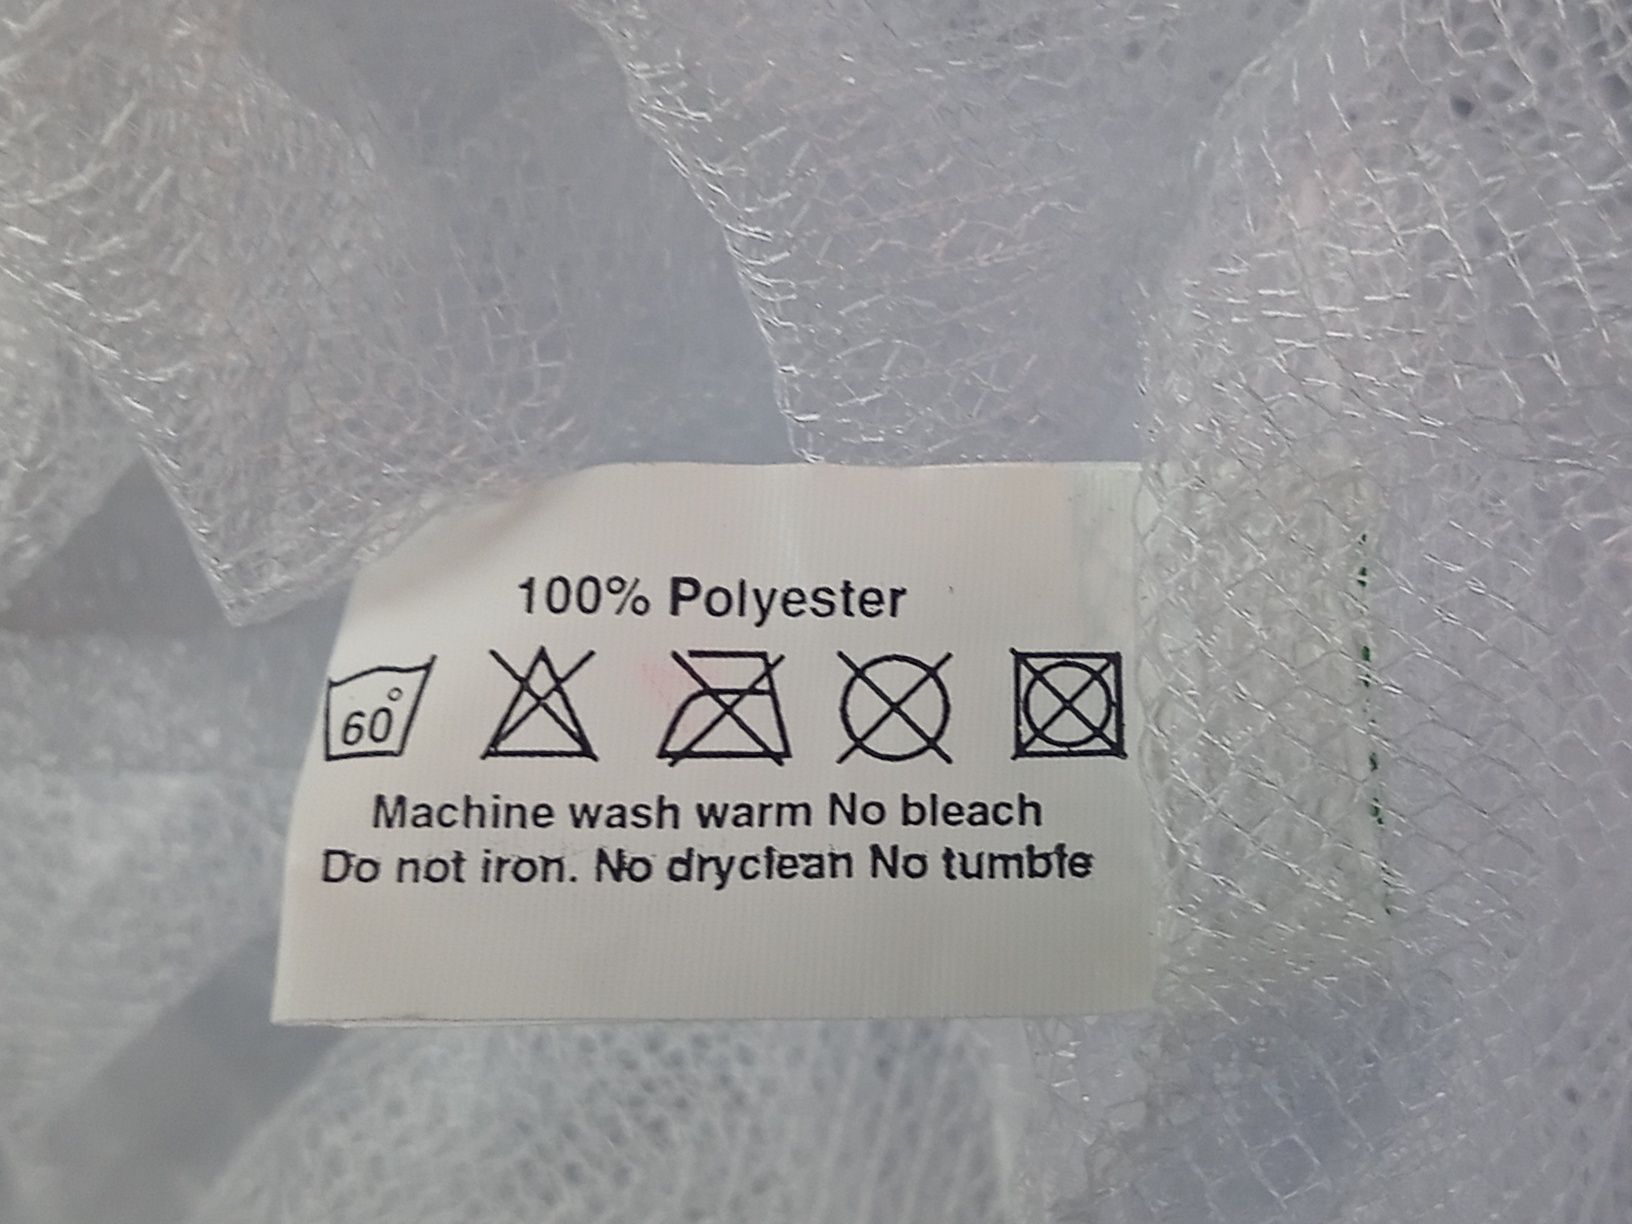 100% Polyester
60°
Machine wash warm No bleach
Do not iron. No dryclean No tumble